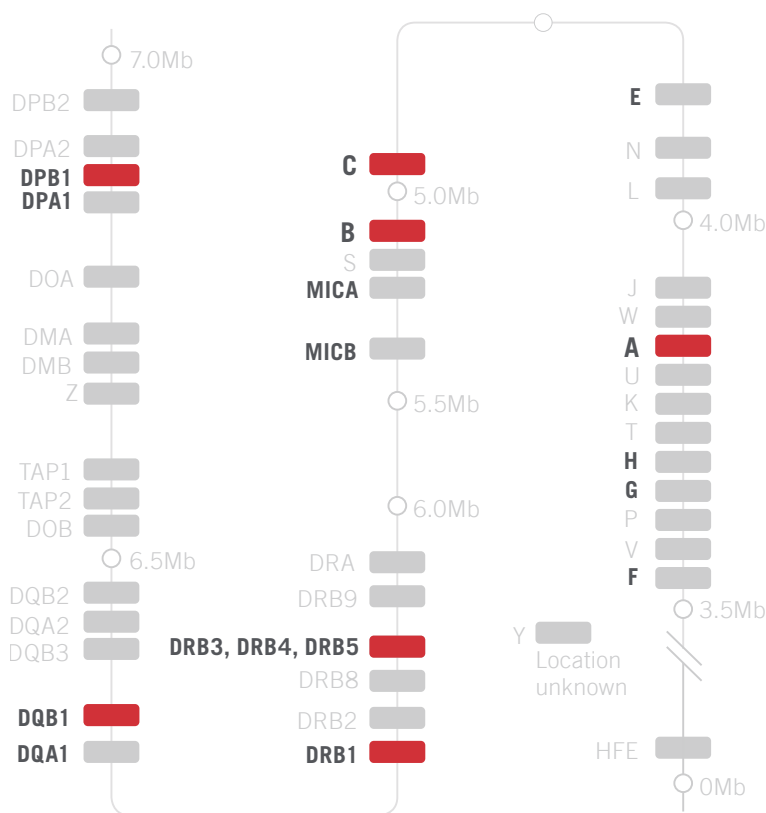 7.0Mb
DPB2
DPA2
DPB1
DPA1
DOA
DMA
DMB
Z
TAP1
TAP2
DOB
6.5Mb
DQB2
DQA2
DQB3
DQB1
DQA1
C
5.0Mb
B
S
MICA
MICB
5.5Mb
6.0Mb
DRA
DRB9
DRB3, DRB4, DRB5
DRB8
DRB2
DRB1
E
N
L
4.0Mb
J
W
A
U
K
T
H
G
P
V
F
3.5Mb
Y
Location
unknown
HFE
0Mb